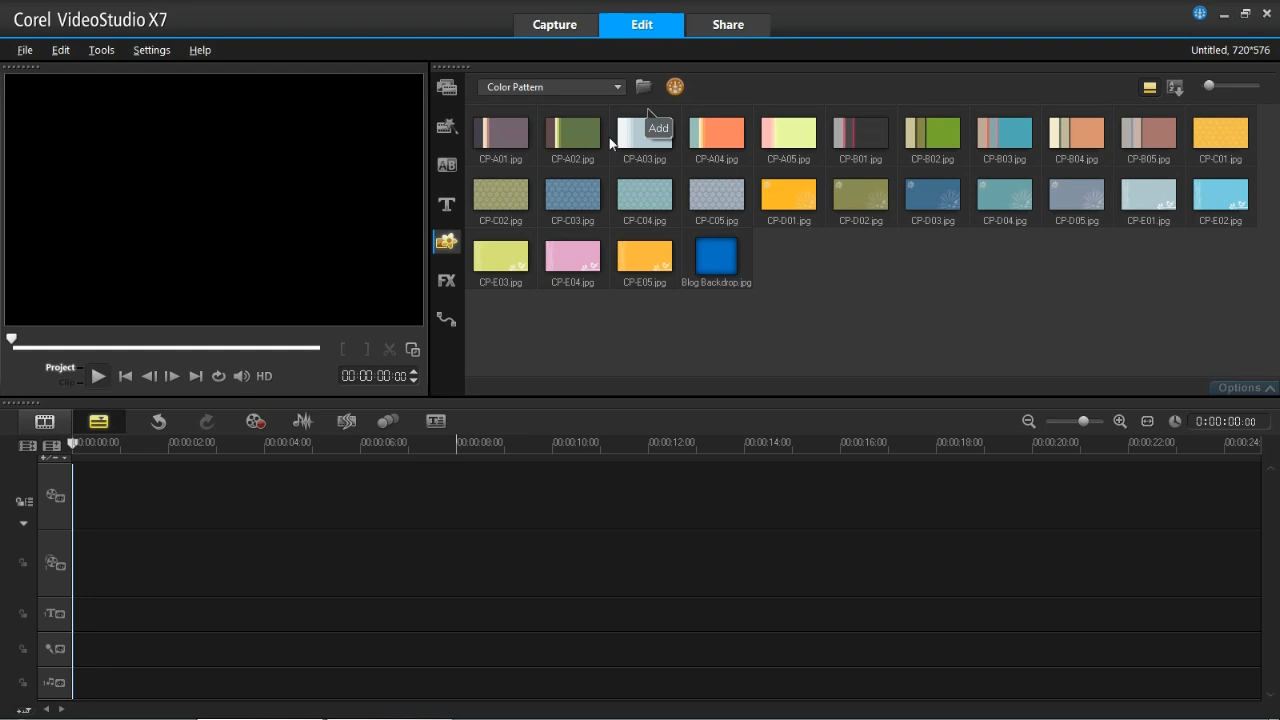 Corel VideoStudio X7
Capture
Edit
Share
File Edit Tools Settings Help
Untitled, 720*576
Color Pattern
Add
CP-A01.jpg CP-A02.jpg CP-A03.jpg CP-A04.jpg CP-A05.jpg CP-B01.jpg CP-B02.jpg CP-B03.jpg CP-B04.jpg CP-B05.jpg CP-C01.jpg
CP-C02.jpg CP-C03.jpg CP-C04.jpg CP-C05.jpg CP-D01.jpg CP-D02.jpg CP-D03.jpg CP-D04.jpg CP-D05.jpg CP-E01.jpg CP-E02.jpg
CP-E03.jpg CP-E04.jpg CP-E05.jpg Blog Backdrop.jpg
AB
T
FX
Project
Clip
HD
00:00:00:00
Options
0:00:00:00
00:00:00:00 00:00:02:00 00:00:04:00 00:00:06:00 00:00:08:00 00:00:10:00 00:00:12:00 00:00:14:00 00:00:16:00 00:00:18:00 00:00:20:00 00:00:22:00 00:00:24:
1T